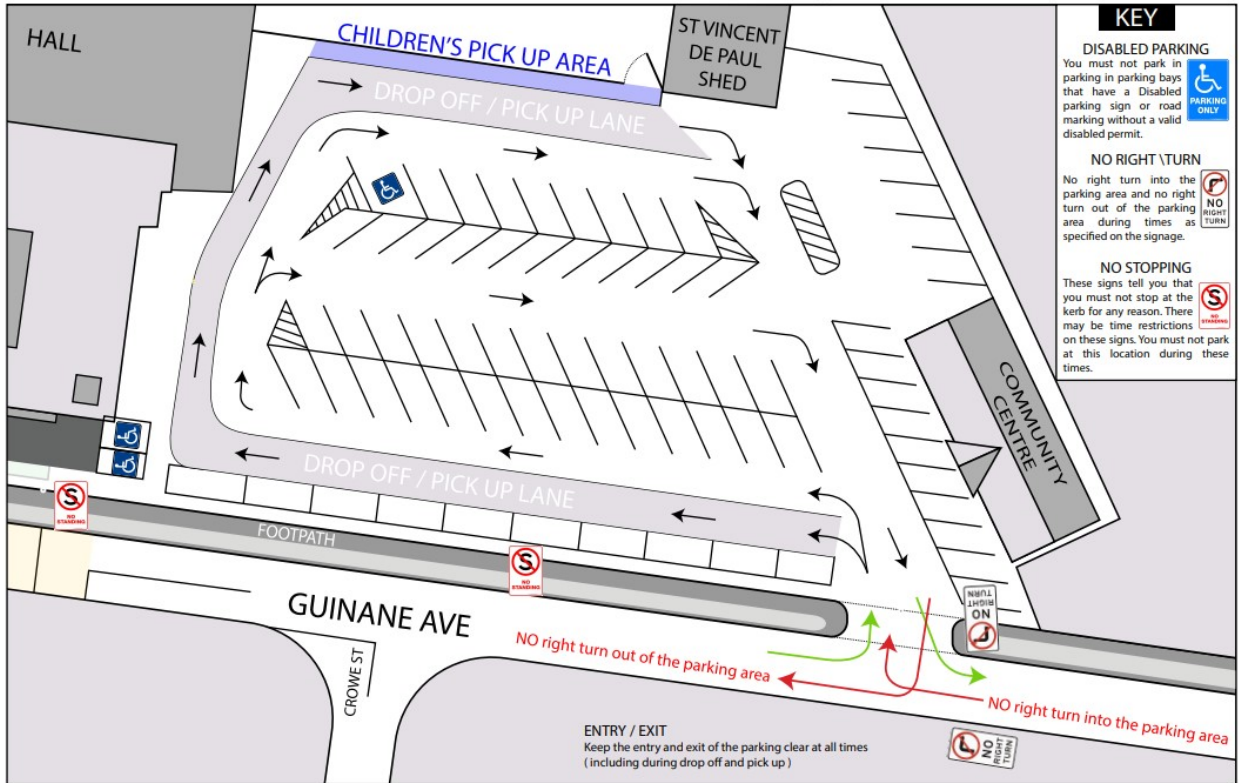 HALL
CHILDREN'S PICK UP AREA
DROP OFF / PICK UP LANE
ST VINCENT
DE PAUL
SHED
KEY
DISABLED PARKING
You must not park in
parking in parking bays
that have a Disabled
parking sign or road
marking without a valid
disabled permit.
PARKING
ONLY
NO RIGHT \TURN
No right turn into the
parking area and no right
turn out of the parking
area during times as
specified on the signage.
NO
RIGHT
TURN
NO STOPPING
These signs tell you that
you must not stop at the
kerb for any reason. There
may be time restrictions
on these signs. You must not park
at this location during these
times.
S
NO
STANDING
COMMUNITY
CENTRE
DROP OFF / PICK UP LANE
S
NO
STANDING
FOOTPATH
S
NO
STANDING
GUINANE AVE
CROWE ST
NO
RIGHT
TURN
NO right turn out of the parking area
NO right turn into the parking area
NO
RIGHT
TURN
ENTRY / EXIT
Keep the entry and exit of the parking clear at all times
( including during drop off and pick up )